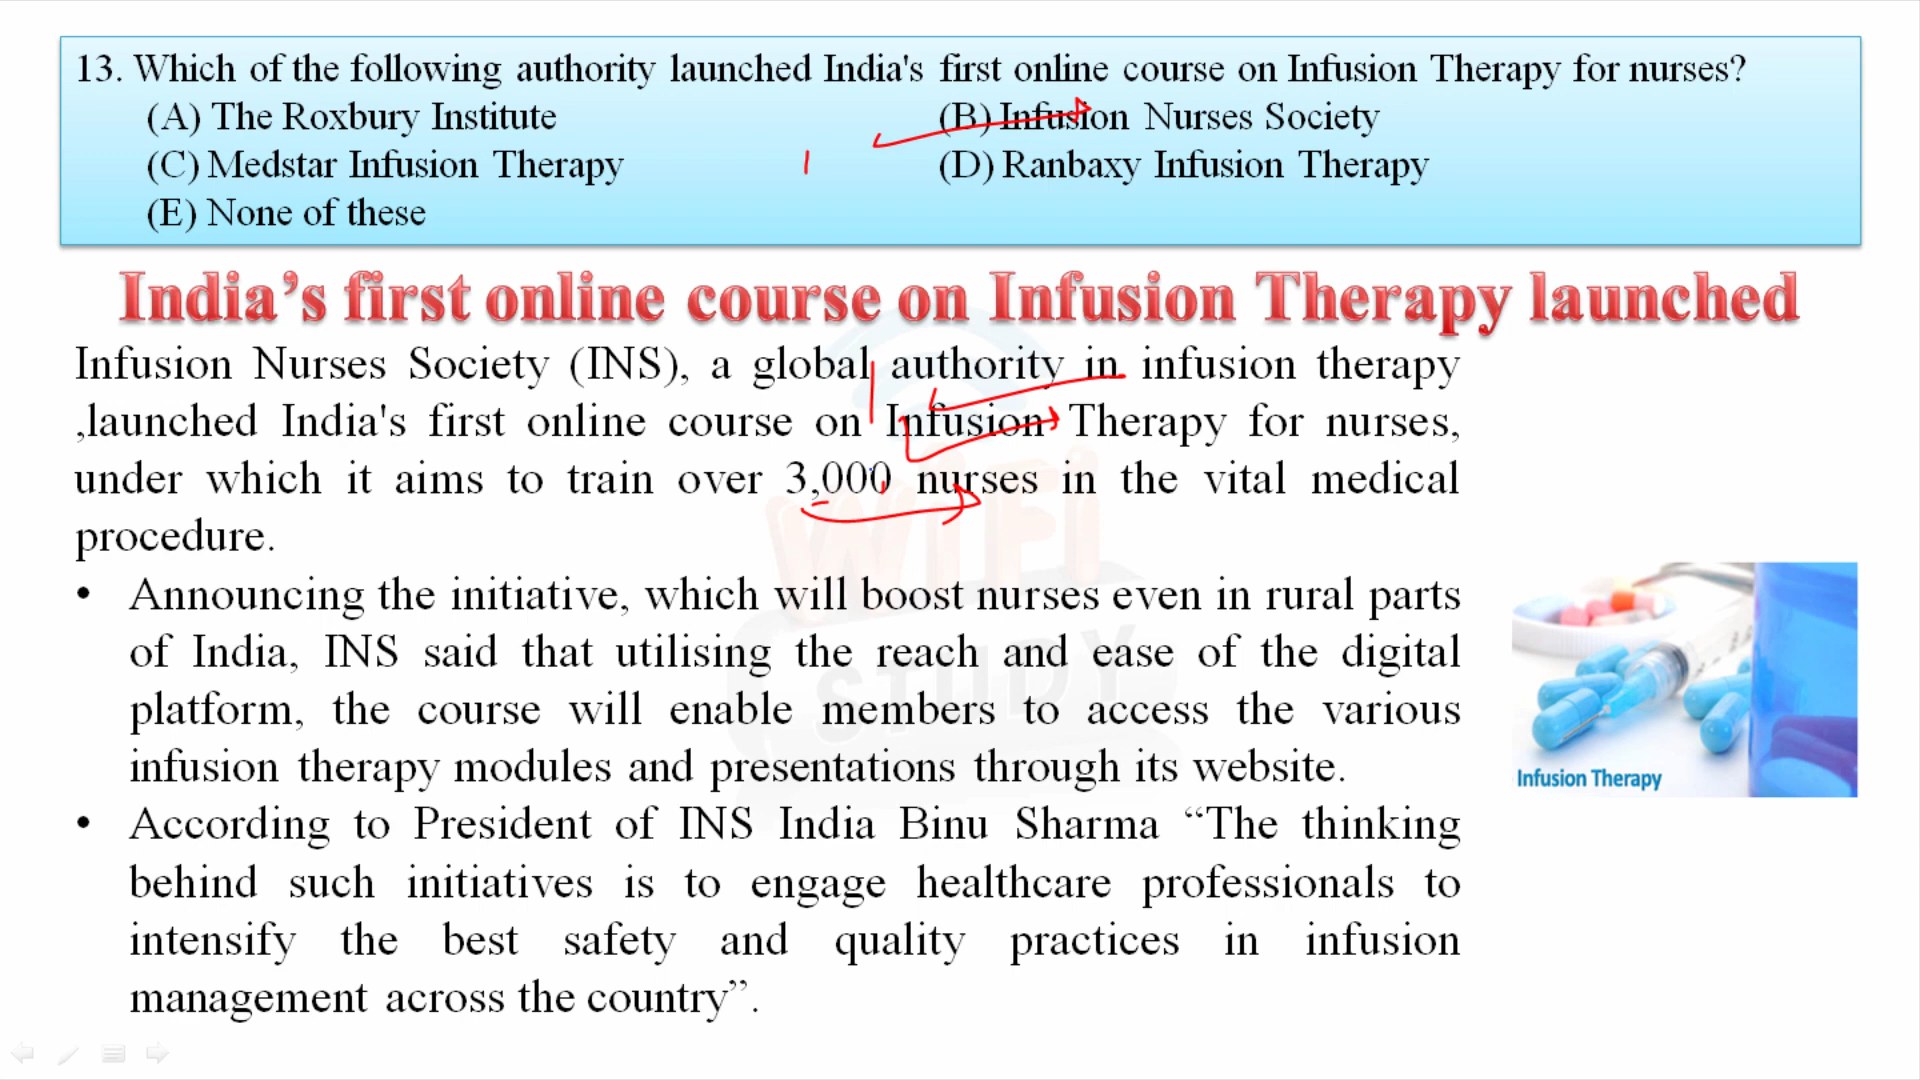 13. Which of the following authority launched India's first online course on Infusion Therapy for nurses?
(A) The Roxbury Institute (B) Infusion Nurses Society
(C) Medstar Infusion Therapy (D) Ranbaxy Infusion Therapy
(E) None of these
India’s first online course on Infusion Therapy launched
Infusion Nurses Society (INS), a global authority in infusion therapy
,launched India's first online course on Infusion Therapy for nurses,
under which it aims to train over 3,000 nurses in the vital medical
procedure.
• Announcing the initiative, which will boost nurses even in rural parts
of India, INS said that utilising the reach and ease of the digital
platform, the course will enable members to access the various
infusion therapy modules and presentations through its website.
• According to President of INS India Binu Sharma “The thinking
behind such initiatives is to engage healthcare professionals to
intensify the best safety and quality practices in infusion
management across the country”.
Infusion Therapy
WiFi
STUDY